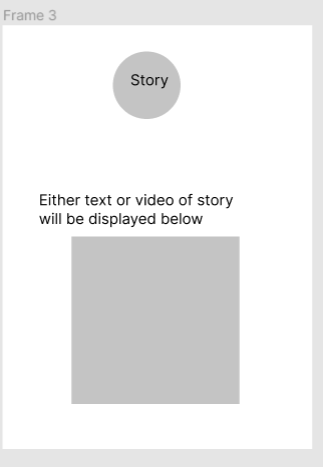 Frame 3
Story
Either text or video of story
will be displayed below